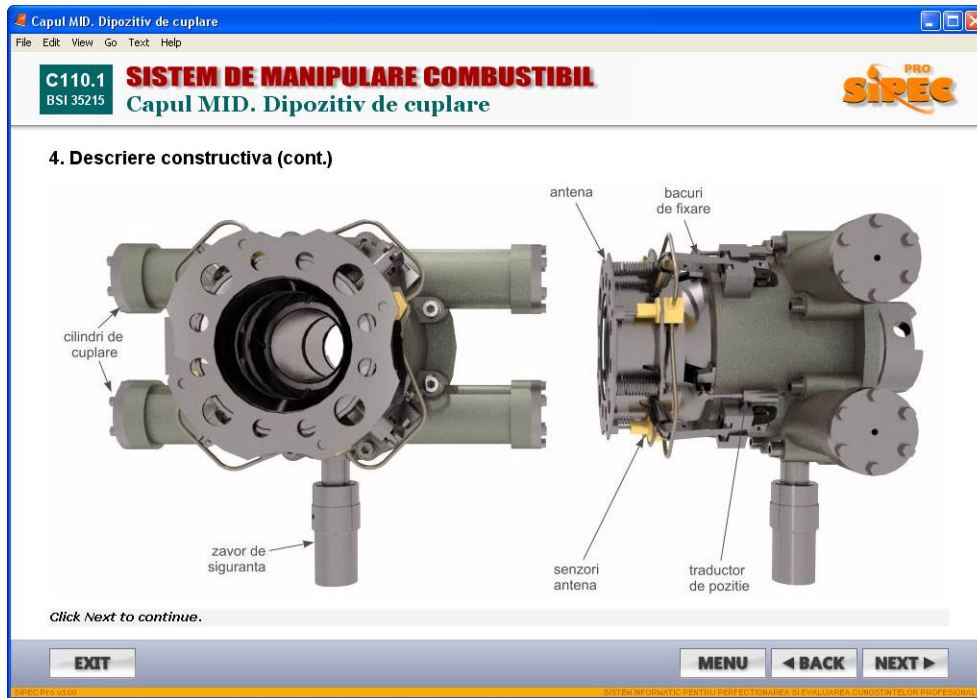 Capul MID. Dipozitiv de cuplare
File Edit View Go Text Help
C110.1
BSI 35215
SISTEM DE MANIPULARE COMBUSTIBIL
Capul MID. Dipozitiv de cuplare
PRO
SiPEC
4. Descriere constructiva (cont.)
antena
bacuri
de fixare
cilindri de
cuplare
zavor de
siguranta
senzori
antena
traductor
de pozitie
Click Next to continue.
EXIT
MENU
BACK
NEXT
SIPEC Pro v3.00
SISTEM INFORMATIC PENTRU PERFECTIONAREA SI EVALUAREA CUNOSTINTELOR PROFESIONAL